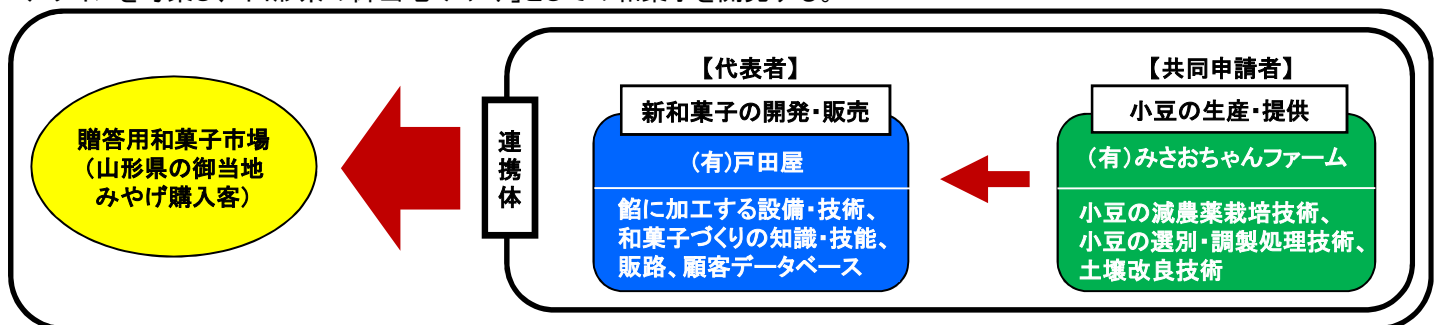 【代表者】
【共同申請者】
新和菓子の開発・販売
小豆の生産・提供
贈答用和菓子市場
(山形県の御当地
みやげ購入客)
連携体
(有)戸田屋
(有)みさおちゃんファーム
餡に加工する設備・技術、
和菓子づくりの知識・技能、
販路、顧客データベース
小豆の減農薬栽培技術、
小豆の選別・調製処理技術、
土壌改良技術